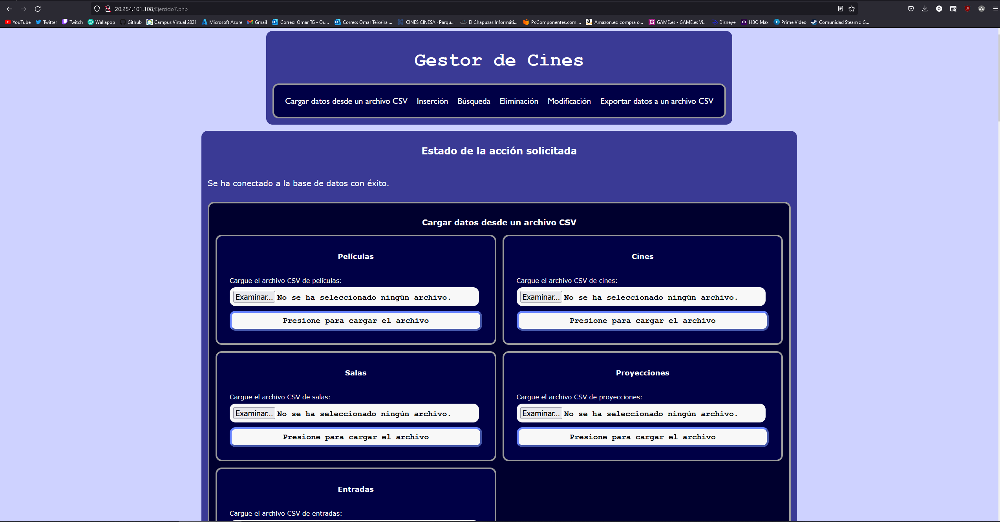 20.254.101.108/Ejercicio7.php
YouTube Twitter Twitch Wallapop Github Campus Virtual 2021 Microsoft Azure Gmail Correo: Omar TG - Ou... Correo: Omar Teixeira ... CINES CINESA · Parqu... El Chapuzas Informáti... PcComponentes.com ... Amazon.es: compra o... GAME.es - GAME.es Vi... Disney+ HBO Max Prime Video Comunidad Steam :: G...
Gestor de Cines
Cargar datos desde un archivo CSV Inserción Búsqueda Eliminación Modificación Exportar datos a un archivo CSV
Estado de la acción solicitada
Se ha conectado a la base de datos con éxito.
Cargar datos desde un archivo CSV
Películas
Cargue el archivo CSV de películas:
Examinar... No se ha seleccionado ningún archivo.
Presione para cargar el archivo
Cines
Cargue el archivo CSV de cines:
Examinar... No se ha seleccionado ningún archivo.
Presione para cargar el archivo
Salas
Cargue el archivo CSV de salas:
Examinar... No se ha seleccionado ningún archivo.
Presione para cargar el archivo
Proyecciones
Cargue el archivo CSV de proyecciones:
Examinar... No se ha seleccionado ningún archivo.
Presione para cargar el archivo
Entradas
Cargue el archivo CSV de entradas: